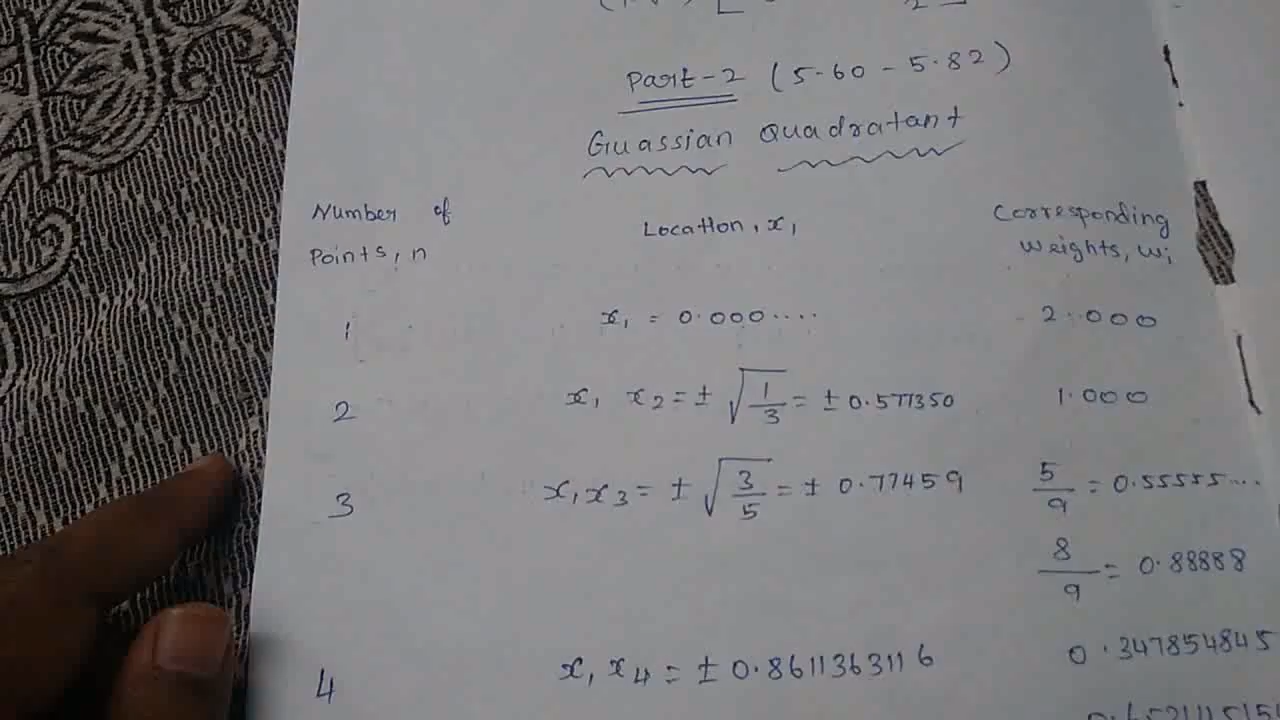 Part-2 (5.60 - 5.82)
Guassian Quadratant
Number of Points, n
Location, x,
Corresponding Weights, wi
1 x1 = 0.000.... 2.000
2 x1 x2 = ± √1/3 = ± 0.577350 1.000
3 x1 x3 = ± √3/5 = ± 0.77459 5/9 = 0.55555...
8/9 = 0.88888
4 x1 x4 = ± 0.8611363116 0.347854845